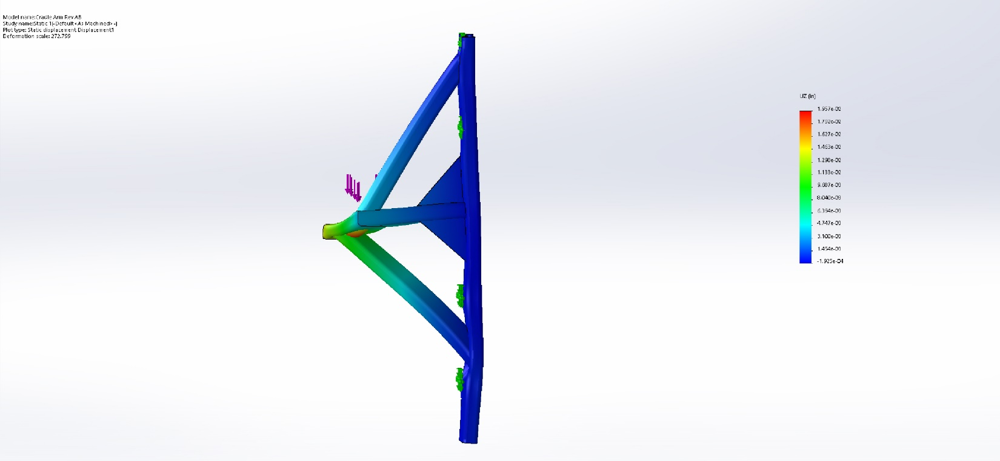 Model name:Cradle Arm Rev AB
Study name:Static 1(-Default<As Machined>-)
Plot type: Static displacement Displacement1
Deformation scale: 272.799
UZ (in)
1.957e-02
1.792e-02
1.627e-02
1.463e-02
1.298e-02
1.133e-02
9.687e-03
8.040e-03
6.394e-03
4.747e-03
3.100e-03
1.454e-03
-1.925e-04